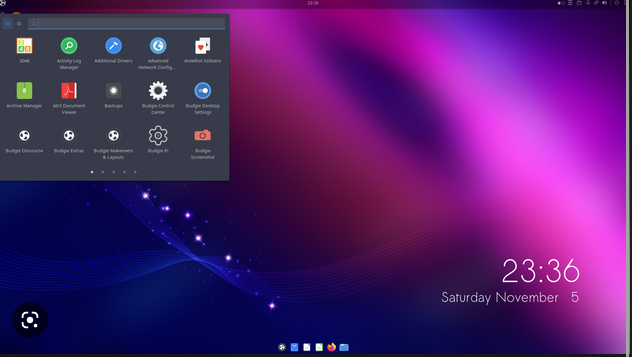 23:36
2048
Activity Log
Manager
Additional Drivers
Advanced
Network Config...
AisleRiot Solitaire
Archive Manager
Atril Document
Viewer
Backups
Budgie Control
Center
Budgie Desktop
Settings
Budgie Discourse
Budgie Extras
Budgie Makeovers
& Layouts
Budgie Pi
Budgie
Screenshot
23:36
Saturday November 5